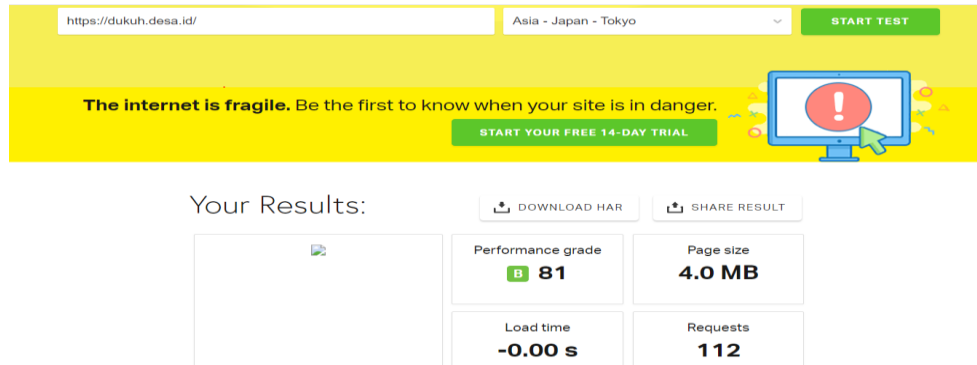 https://dukuh.desa.id/ Asia - Japan - Tokyo START TEST
The internet is fragile. Be the first to know when your site is in danger.
START YOUR FREE 14-DAY TRIAL
Your Results: DOWNLOAD HAR SHARE RESULT
Performance grade Page size
B 81 4.0 MB
Load time Requests
-0.00 s 112